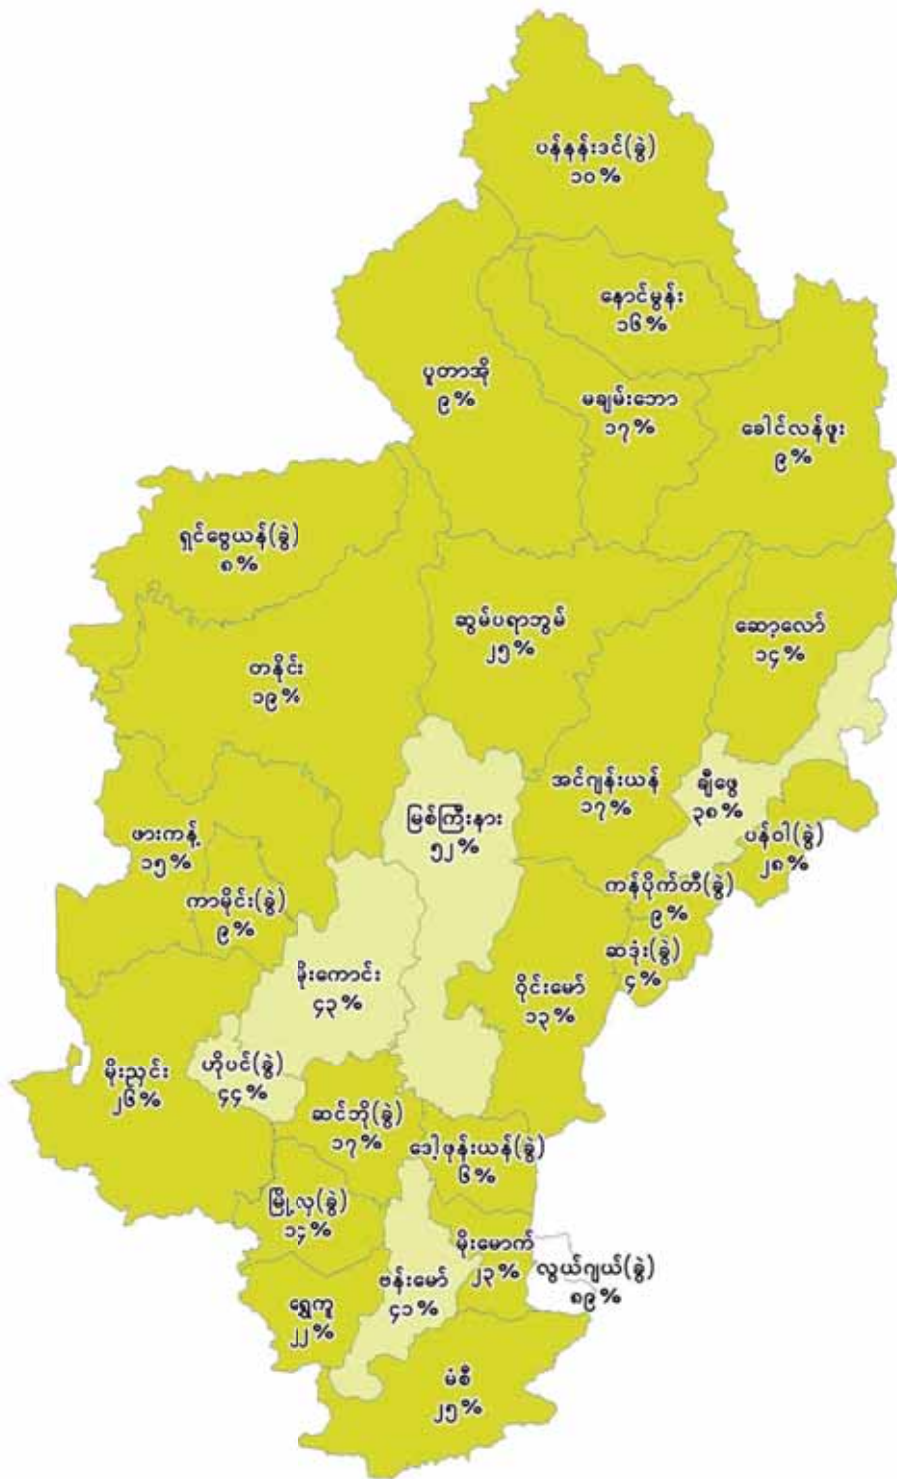 ပန်နန်းဒင်(ခွဲ)
၁၀%
နောင်မွန်း
၁၆%
ပူတာအို
၉%
မချမ်းဘော
၁၇%
ခေါင်လန်ဖူး
၉%
ရှင်ဗွေယန်(ခွဲ)
၈%
ဆွမ်ပရာဘွမ်
၂၅%
ဆော့လော်
၁၄%
တနိုင်း
၁၉%
အင်ဂျန်းယန်
၁၇%
ချီဖွေ
၃၈%
မြစ်ကြီးနား
၅၂%
ဖားကန့်
၁၅%
ပန်ဝါ(ခွဲ)
၂၈%
ကာမိုင်း(ခွဲ)
၉%
ကန်ပိုက်တီ(ခွဲ)
၉%
ဆဒုံး(ခွဲ)
၄%
မိုးကောင်း
၄၃%
ဝိုင်းမော်
၁၃%
ဟိုပင်(ခွဲ)
၄၄%
မိုးညှင်း
၂၆%
ဆင်ဘို(ခွဲ)
၁၇%
ဒေါ့ဖုန်းယန်(ခွဲ)
၆%
မြို့လှ(ခွဲ)
၁၄%
မိုးမောက်
၂၃%
လွယ်ဂျယ်(ခွဲ)
၈၉%
ဗန်းမော်
၄၁%
ရွှေကူ
၂၂%
မံစီ
၂၅%